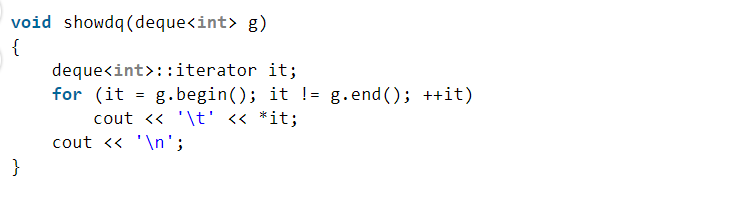 void showdq(deque<int> g)
{
    deque<int>::iterator it;
    for (it = g.begin(); it != g.end(); ++it)
        cout << '\t' << *it;
    cout << '\n';
}